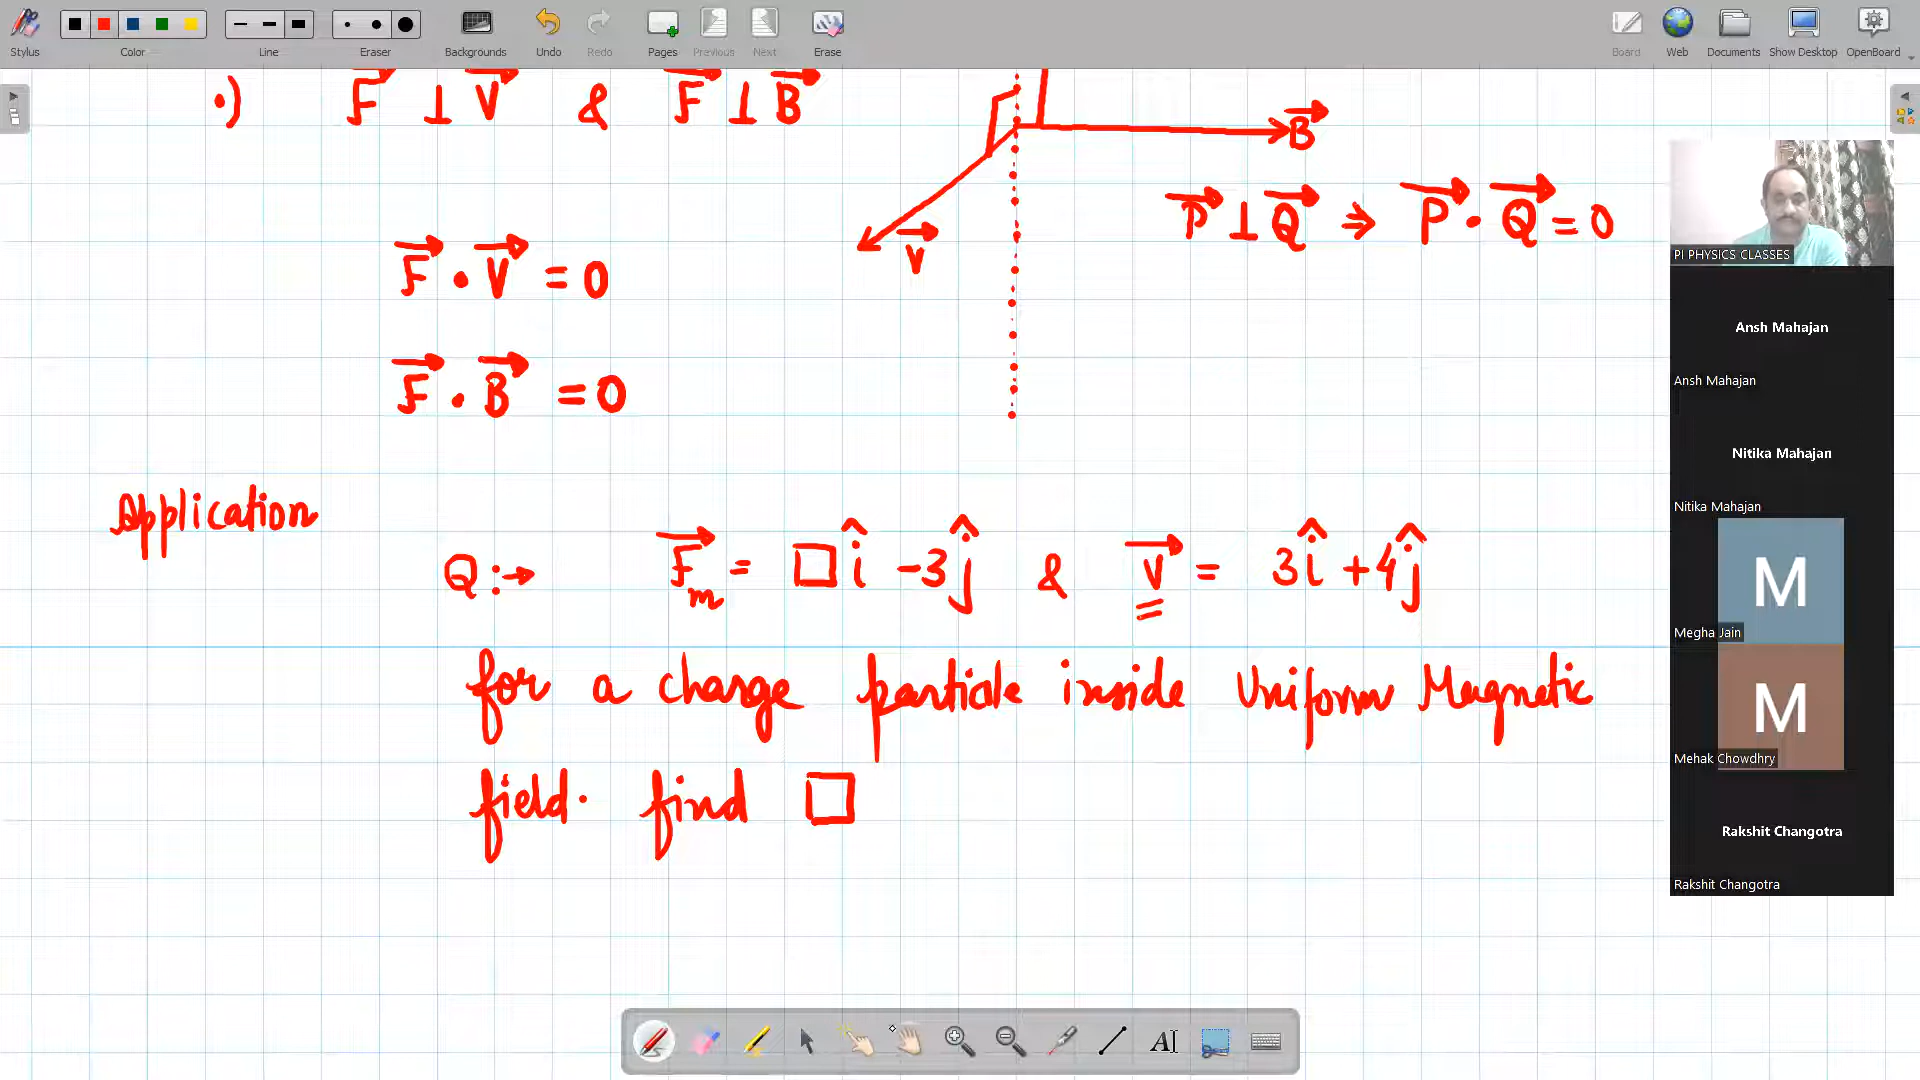 Stylus
Color
Line
Eraser
Backgrounds
Undo
Redo
Pages
Previous
Next
Erase
Board
Web
Documents
Show Desktop
OpenBoard
•) F⃗ ⊥ V⃗ & F⃗ ⊥ B⃗
B⃗
V⃗
P⃗ ⊥ Q⃗ ⇒ P⃗ • Q⃗ = 0
F⃗ • V⃗ = 0
F⃗ • B⃗ = 0
Application
Q:→ F⃗m = □î -3ĵ & V⃗ = 3î +4ĵ
for a charge particle inside Uniform Magnetic
field. find □
PI PHYSICS CLASSES
Ansh Mahajan
Ansh Mahajan
Nitika Mahajan
Nitika Mahajan
M
Megha Jain
M
Mehak Chowdhry
Rakshit Changotra
Rakshit Changotra
AI